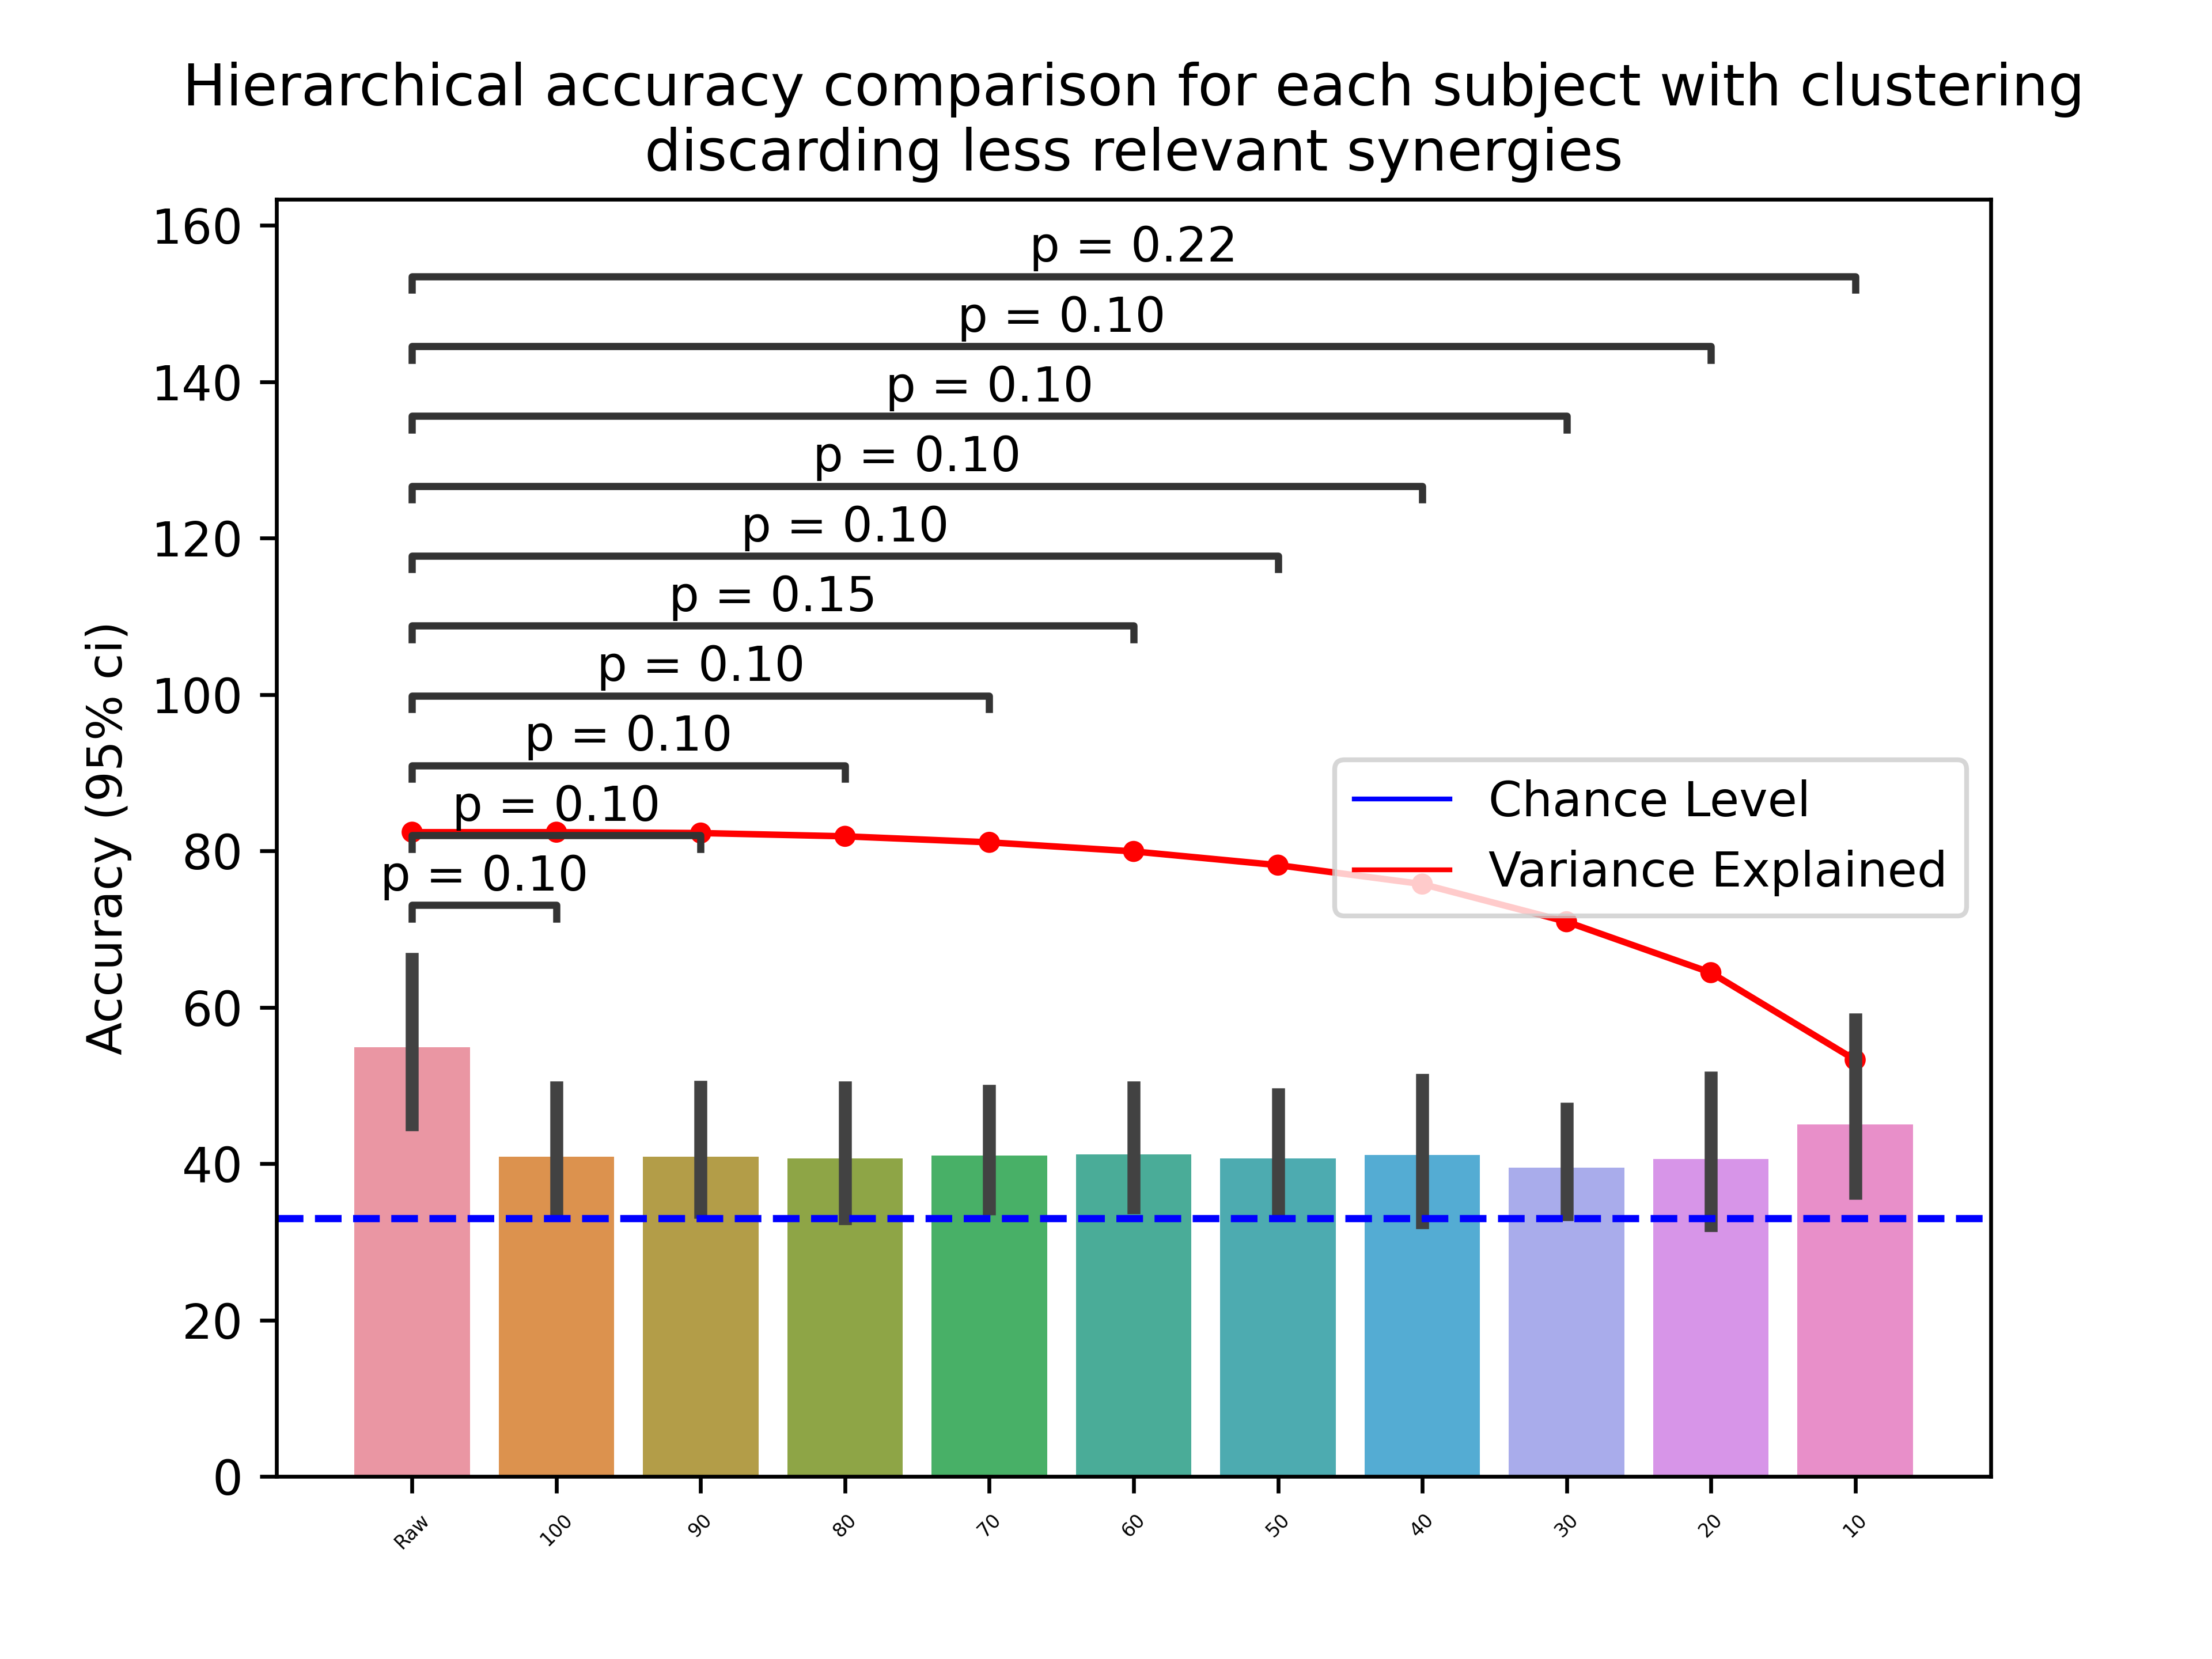 Hierarchical accuracy comparison for each subject with clustering
discarding less relevant synergies
Accuracy (95% ci)
160
140
120
100
80
60
40
20
0
p = 0.22
p = 0.10
p = 0.10
p = 0.10
p = 0.10
p = 0.15
p = 0.10
p = 0.10
p = 0.10
p = 0.10
Chance Level
Variance Explained
Raw
100
90
80
70
60
50
40
30
20
10